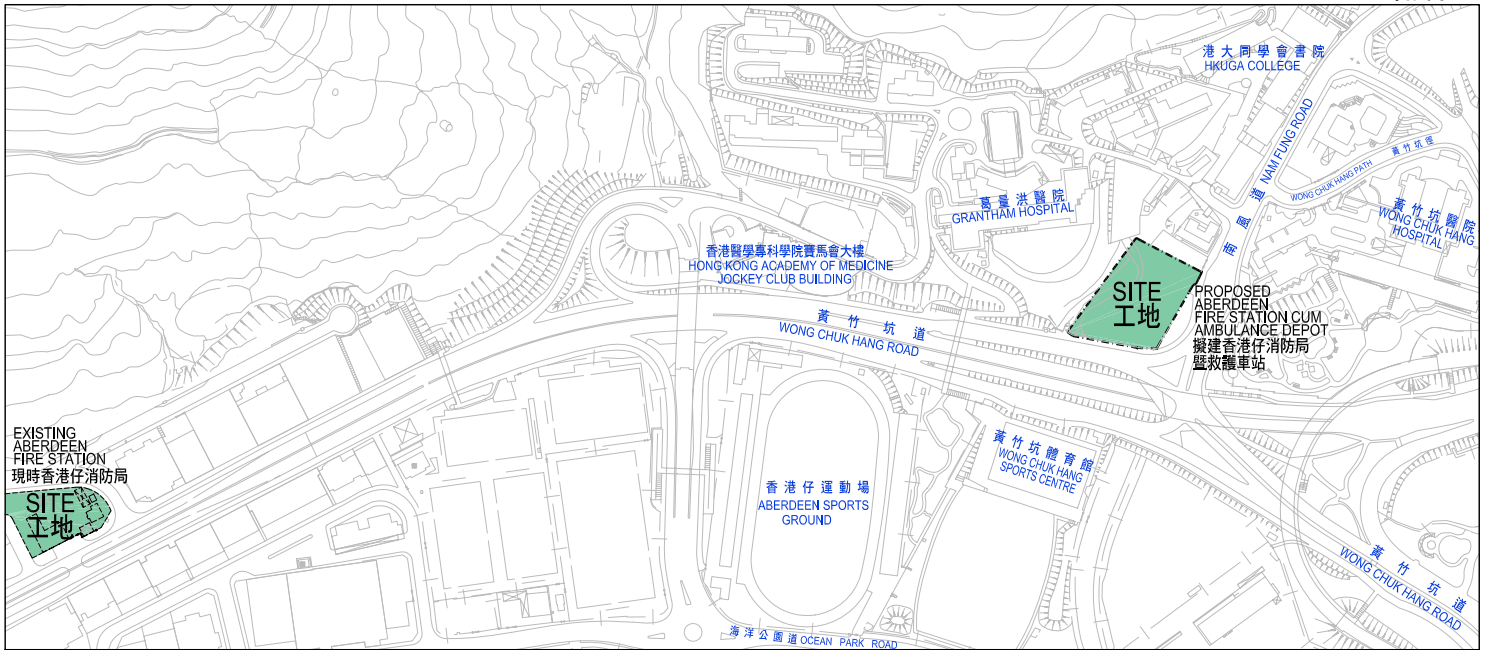 港大同學會書院
HKUGA COLLEGE
南風道 NAM FUNG ROAD
黃竹坑徑
WONG CHUK HANG PATH
黃竹坑醫院
WONG CHUK HANG
HOSPITAL
葛量洪醫院
GRANTHAM HOSPITAL
香港醫學專科學院賽馬會大樓
HONG KONG ACADEMY OF MEDICINE
JOCKEY CLUB BUILDING
SITE
工地
PROPOSED
ABERDEEN
FIRE STATION CUM
AMBULANCE DEPOT
擬建香港仔消防局
暨救護車站
黃竹坑道
WONG CHUK HANG ROAD
EXISTING
ABERDEEN
FIRE STATION
現時香港仔消防局
SITE
工地
黃竹坑體育館
WONG CHUK HANG
SPORTS CENTRE
香港仔運動場
ABERDEEN SPORTS
GROUND
黃竹坑道
WONG CHUK HANG ROAD
海洋公園道 OCEAN PARK ROAD